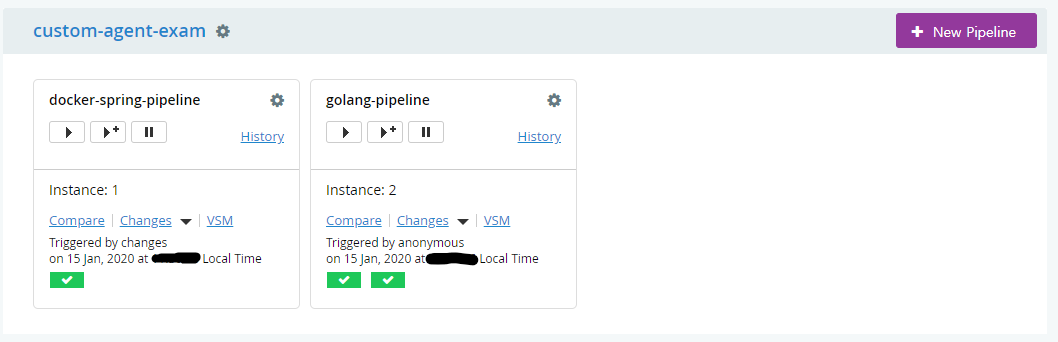 custom-agent-exam
+ New Pipeline
docker-spring-pipeline
History
Instance: 1
Compare | Changes | VSM
Triggered by changes
on 15 Jan, 2020 at Local Time
golang-pipeline
History
Instance: 2
Compare | Changes | VSM
Triggered by anonymous
on 15 Jan, 2020 at Local Time